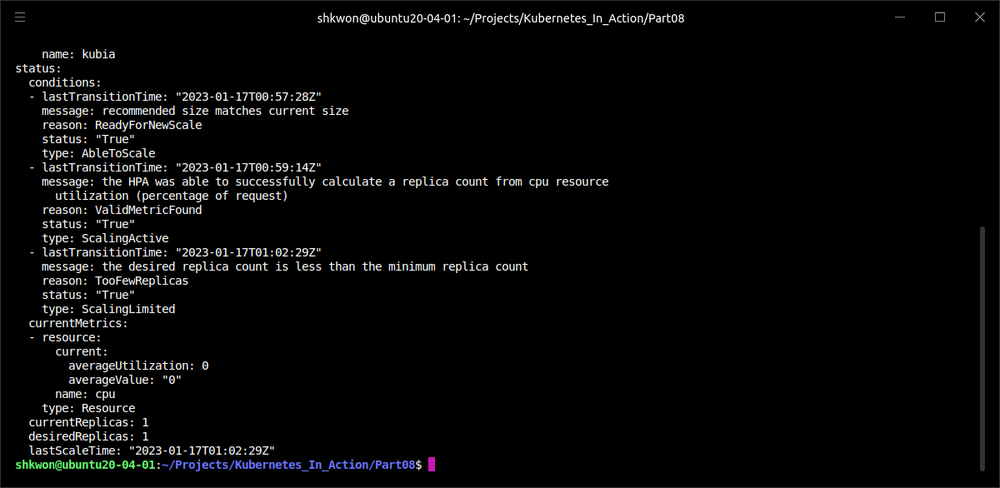 shkwon@ubuntu20-04-01: ~/Projects/Kubernetes_In_Action/Part08
    name: kubia
status:
  conditions:
  - lastTransitionTime: "2023-01-17T00:57:28Z"
    message: recommended size matches current size
    reason: ReadyForNewScale
    status: "True"
    type: AbleToScale
  - lastTransitionTime: "2023-01-17T00:59:14Z"
    message: the HPA was able to successfully calculate a replica count from cpu resource
      utilization (percentage of request)
    reason: ValidMetricFound
    status: "True"
    type: ScalingActive
  - lastTransitionTime: "2023-01-17T01:02:29Z"
    message: the desired replica count is less than the minimum replica count
    reason: TooFewReplicas
    status: "True"
    type: ScalingLimited
  currentMetrics:
  - resource:
      current:
        averageUtilization: 0
        averageValue: "0"
      name: cpu
    type: Resource
  currentReplicas: 1
  desiredReplicas: 1
  lastScaleTime: "2023-01-17T01:02:29Z"
shkwon@ubuntu20-04-01:~/Projects/Kubernetes_In_Action/Part08$